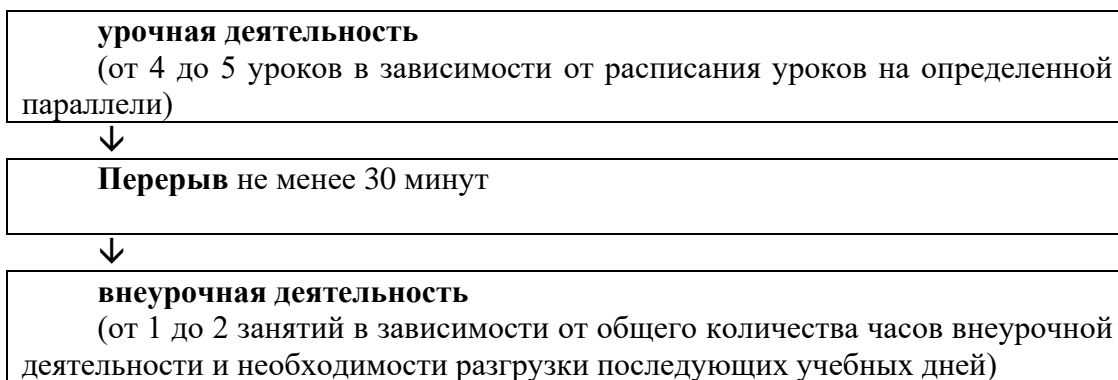 урочная деятельность
(от 4 до 5 уроков в зависимости от расписания уроков на определенной
параллели)
↓
Перерыв не менее 30 минут
↓
внеурочная деятельность
(от 1 до 2 занятий в зависимости от общего количества часов внеурочной
деятельности и необходимости разгрузки последующих учебных дней)